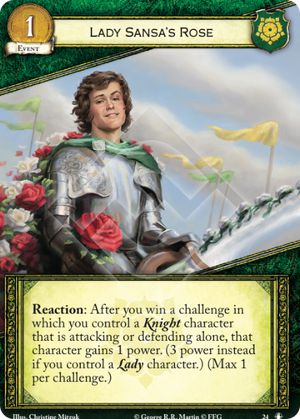 1
EVENT
LADY SANSA'S ROSE
Reaction: After you win a challenge in
which you control a Knight character
that is attacking or defending alone, that
character gains 1 power. (3 power instead
if you control a Lady character.) (Max 1
per challenge.)
Illus. Christine Mitzuk
© George R.R. Martin © FFG
24